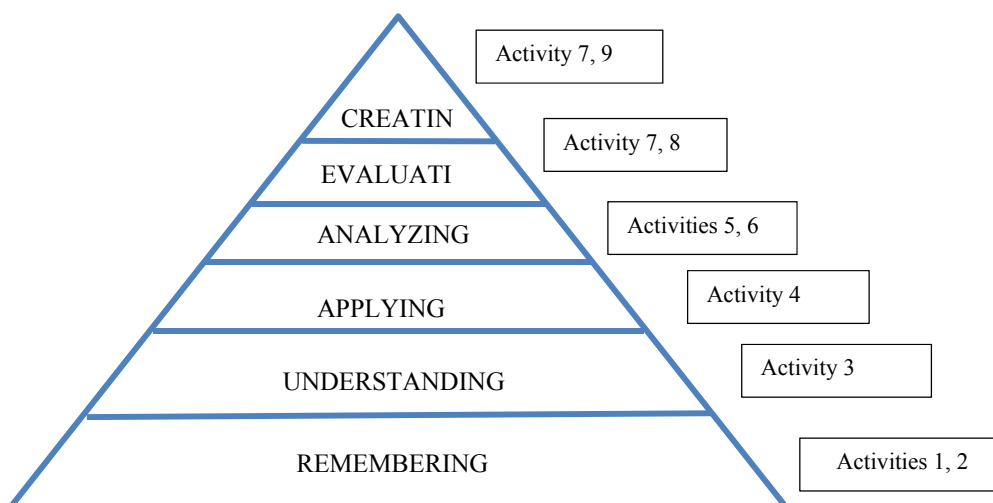 Activity 7, 9
CREATIN
Activity 7, 8
EVALUATI
Activities 5, 6
ANALYZING
Activity 4
APPLYING
Activity 3
UNDERSTANDING
Activities 1, 2
REMEMBERING